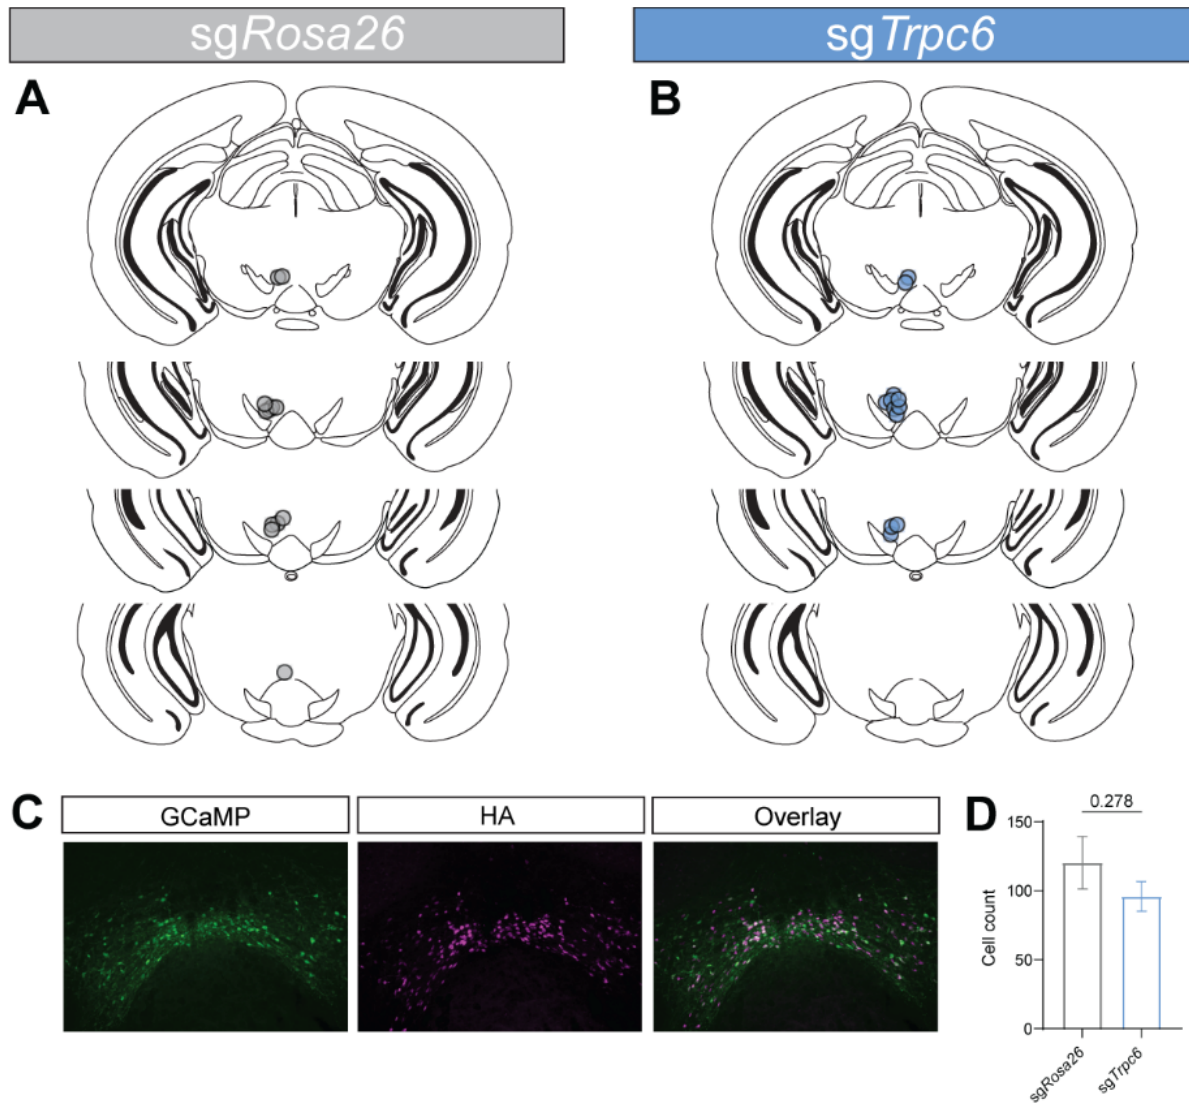 sgRosa26
sgTrpc6
A
B
C
GCaMP
HA
Overlay
D
0.278
150
100
50
0
Cell count
sgRosa26
sgTrpc6